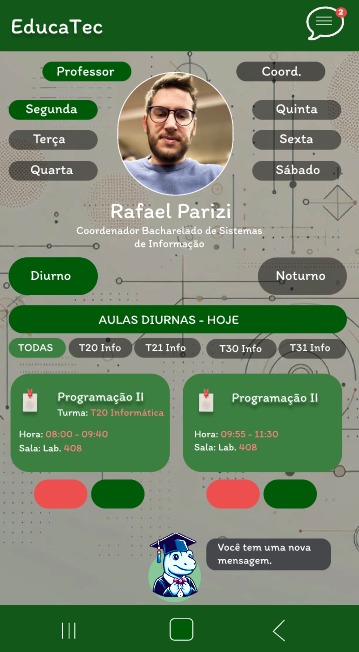 EducaTec
2
Professor
Coord.
Segunda
Quinta
Terça
Sexta
Quarta
Sábado
Rafael Parizi
Coordenador Bacharelado de Sistemas
de Informação
Diurno
Noturno
AULAS DIURNAS - HOJE
TODAS
T20 Info
T21 Info
T30 Info
T31 Info
Programação II
Turma: T20 Informática
Hora: 08:00 - 09:40
Sala: Lab. 408
Programação II
Hora: 09:55 - 11:30
Sala: Lab. 408
Você tem uma nova
mensagem.